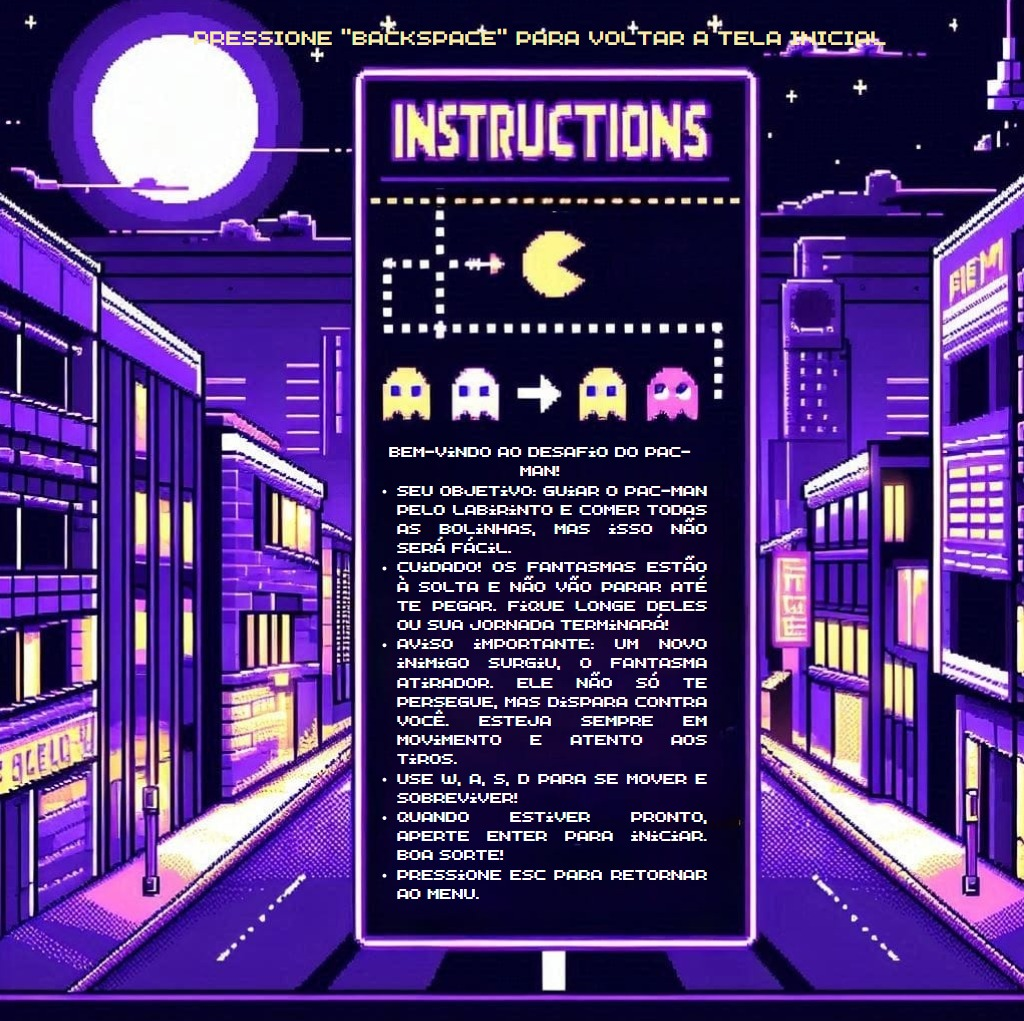 PRESSIONE "BACKSPACE" PARA VOLTAR A TELA INICIAL
INSTRUCTIONS
BEM-ViNDO AO DESAFiO DO PAC-
MAN!
• SEU OBJETiVO: GUiAR O PAC-MAN
PELO LABiRiNTO E COMER TODAS
AS BOLiNHAS, MAS iSSO NÃO
SERÁ FÁCiL.
• CUiDADO! OS FANTASMAS ESTÃO
À SOLTA E NÃO VÃO PARAR ATÉ
TE PEGAR. FiQUE LONGE DELES
OU SUA JORNADA TERMiNARÁ!
• AViSO iMPORTANTE: UM NOVO
iNiMiGO SURGiU, O FANTASMA
ATiRADOR. ELE NÃO SÓ TE
PERSEGUE, MAS DiSPARA CONTRA
VOCÊ. ESTEJA SEMPRE EM
MOViMENTO E ATENTO AOS
TiROS.
• USE W, A, S, D PARA SE MOVER E
SOBREViVER!
• QUANDO ESTiVER PRONTO,
APERTE ENTER PARA iNiCiAR.
BOA SORTE!
• PRESSiONE ESC PARA RETORNAR
AO MENU.